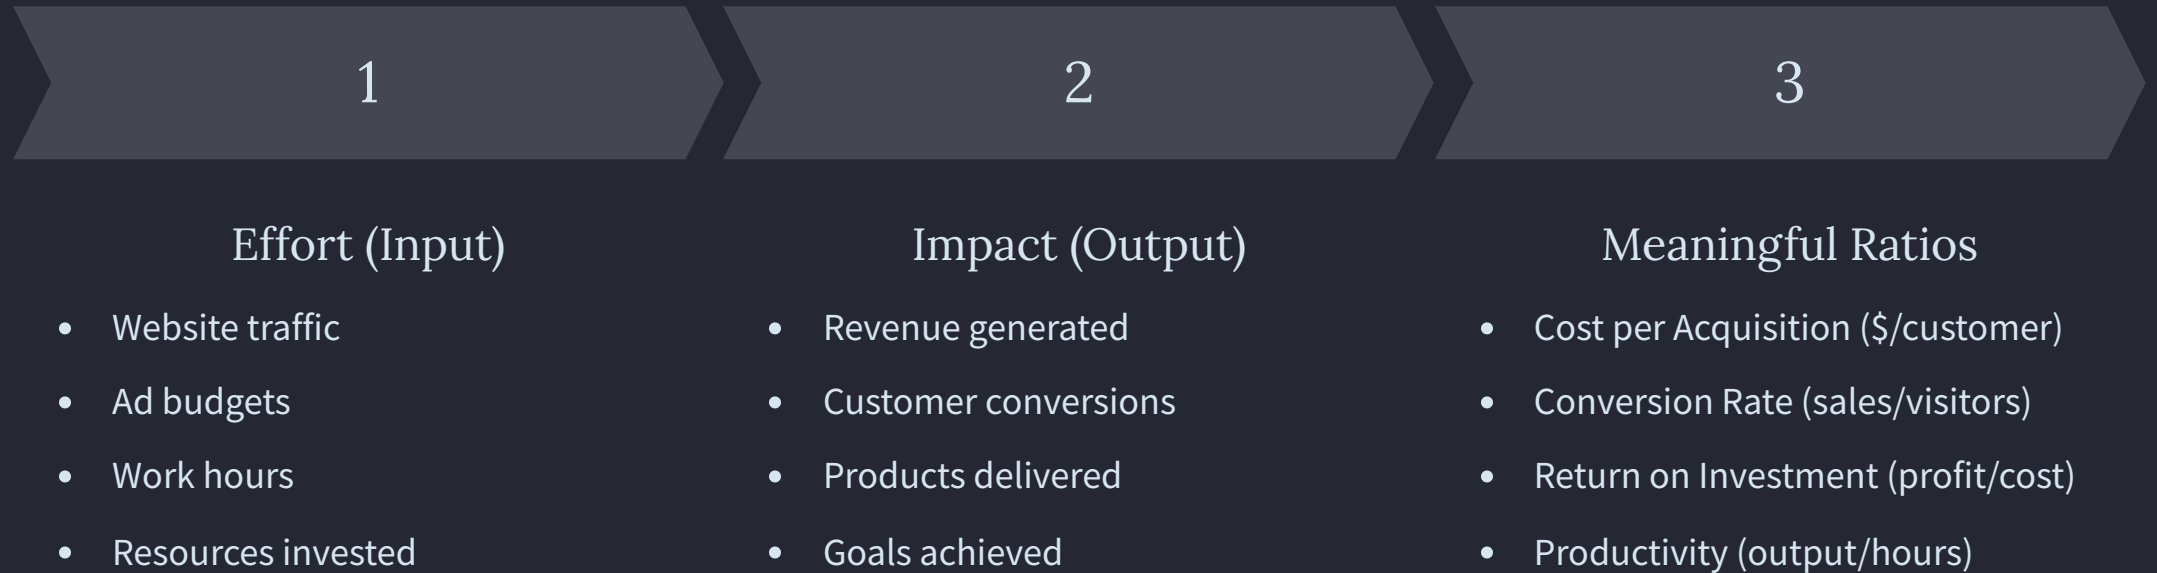 1
2
3
Effort (Input)
• Website traffic
• Ad budgets
• Work hours
• Resources invested
Impact (Output)
• Revenue generated
• Customer conversions
• Products delivered
• Goals achieved
Meaningful Ratios
• Cost per Acquisition ($/customer)
• Conversion Rate (sales/visitors)
• Return on Investment (profit/cost)
• Productivity (output/hours)